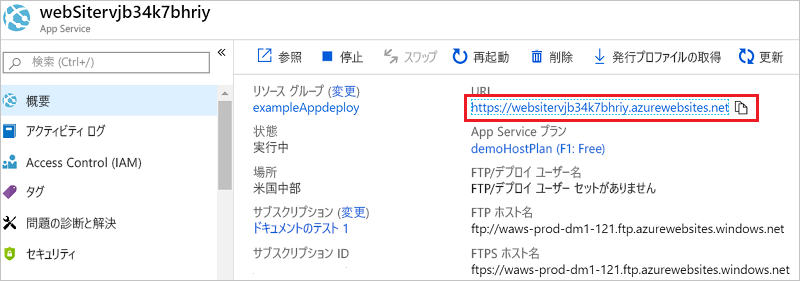 webSitervjb34k7bhriy
App Service
検索 (Ctrl+/)
概要
アクティビティ ログ
Access Control (IAM)
タグ
問題の診断と解決
セキュリティ
参照 停止 スワップ 再起動 削除 発行プロファイルの取得 更新
リソース グループ (変更)
exampleAppdeploy
状態
実行中
場所
米国中部
サブスクリプション (変更)
ドキュメントのテスト 1
サブスクリプション ID
URL
https://websitervjb34k7bhriy.azurewebsites.net
App Service プラン
demoHostPlan (F1: Free)
FTP/デプロイ ユーザー名
FTP/デプロイ ユーザー セットがありません
FTP ホスト名
ftp://waws-prod-dm1-121.ftp.azurewebsites.windows.net
FTPS ホスト名
ftps://waws-prod-dm1-121.ftp.azurewebsites.windows.net